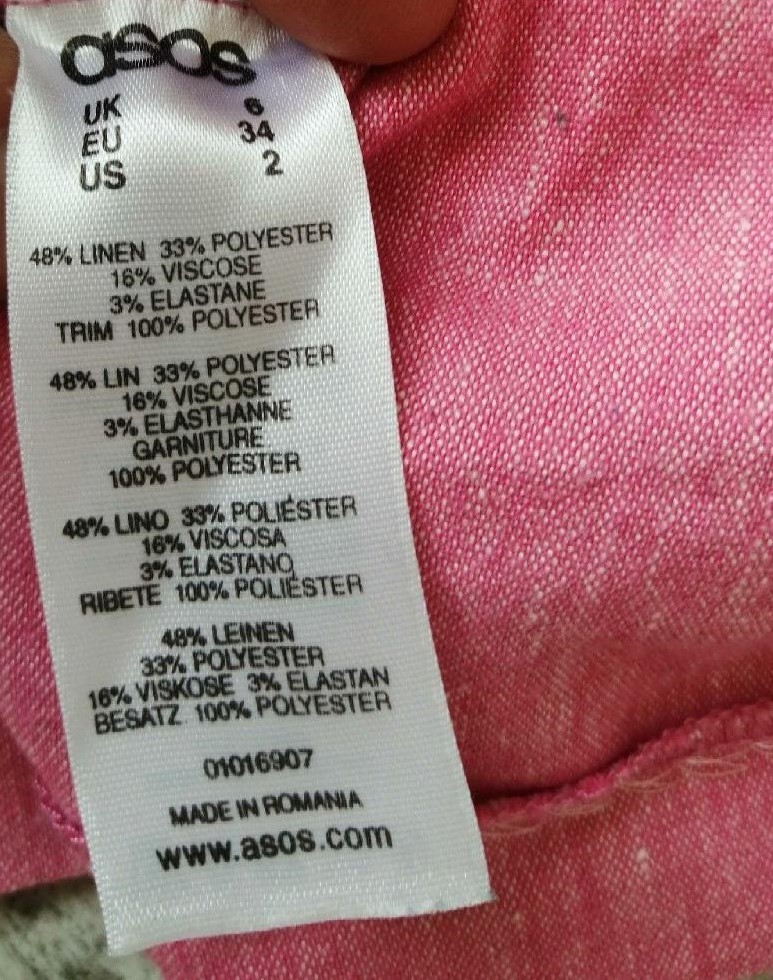 asos
UK 6
EU 34
US 2
48% LINEN 33% POLYESTER
16% VISCOSE
3% ELASTANE
TRIM 100% POLYESTER
48% LIN 33% POLYESTER
16% VISCOSE
3% ELASTHANNE
GARNITURE
100% POLYESTER
48% LINO 33% POLIÉSTER
16% VISCOSA
3% ELASTANO
RIBETE 100% POLIÉSTER
48% LEINEN
33% POLYESTER
16% VISKOSE 3% ELASTAN
BESATZ 100% POLYESTER
01016907
MADE IN ROMANIA
www.asos.com